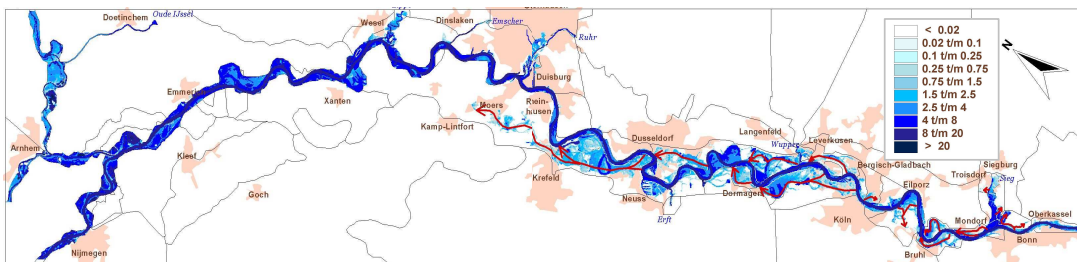 Doetinchem
Oude IJssel
Wesel
Dinslaken
Emscher
Ruhr
Duisburg
Emmeri
Xanten
Moers
Rhein-
husen
Kamp-Lintfort
Arnhem
Kleef
Goch
Nijmegen
Krefeld
Dusseldorf
Neuss
Erft
Langenfeld
Wupper
Leverkusen
Dormagen
Bergisch-Gladbach
Köln
Eilporz
Bruhl
Mondorf
Troisdorf
Siegburg
Sieg
Oberkassel
Bonn
< 0.02
0.02 t/m 0.1
0.1 t/m 0.25
0.25 t/m 0.75
0.75 t/m 1.5
1.5 t/m 2.5
2.5 t/m 4
4 t/m 8
8 t/m 20
> 20
N